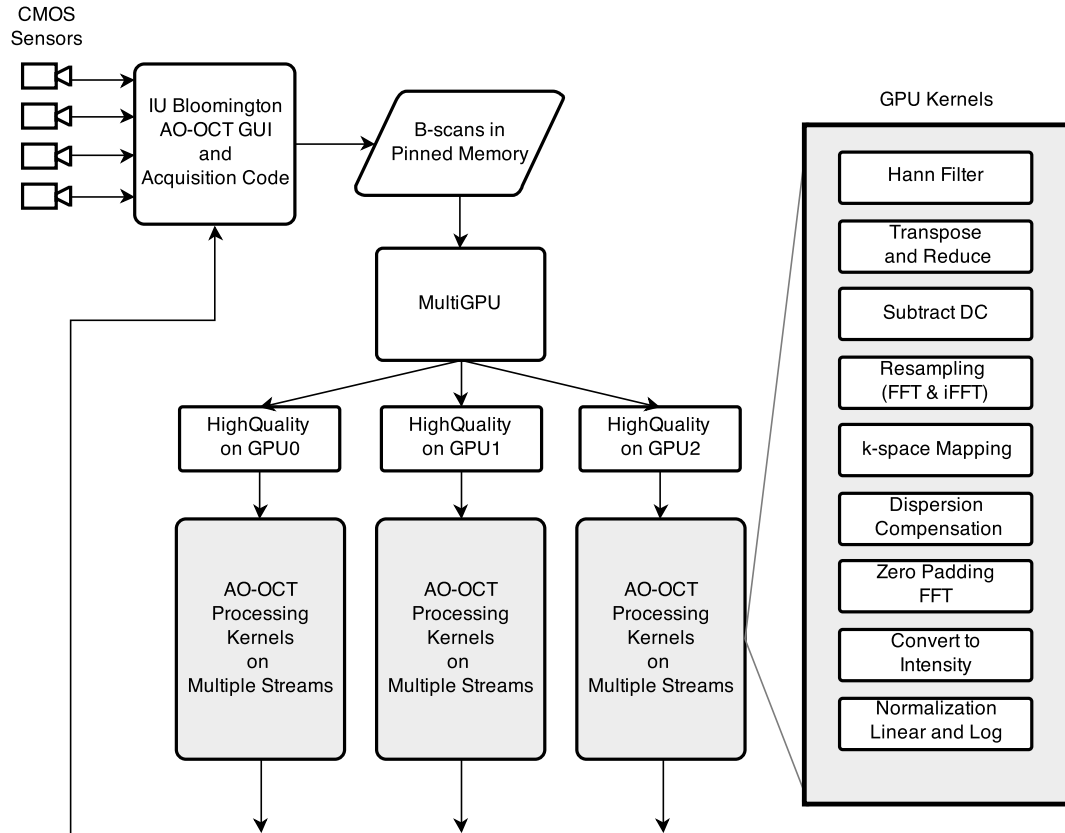 CMOS
Sensors
IU Bloomington
AO-OCT GUI
and
Acquisition Code
B-scans in
Pinned Memory
MultiGPU
HighQuality
on GPU0
HighQuality
on GPU1
HighQuality
on GPU2
AO-OCT
Processing
Kernels
on
Multiple Streams
AO-OCT
Processing
Kernels
on
Multiple Streams
AO-OCT
Processing
Kernels
on
Multiple Streams
GPU Kernels
Hann Filter
Transpose
and Reduce
Subtract DC
Resampling
(FFT & iFFT)
k-space Mapping
Dispersion
Compensation
Zero Padding
FFT
Convert to
Intensity
Normalization
Linear and Log